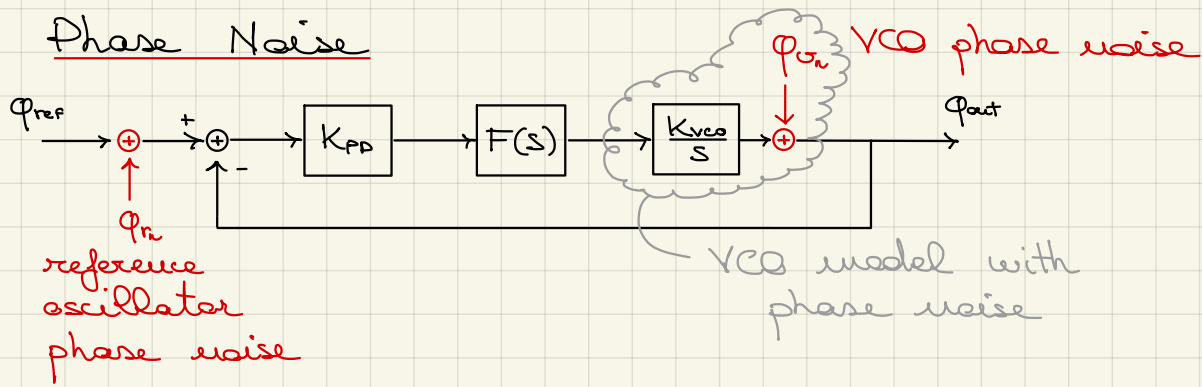 Phase Noise
φvn VCO phase noise
φref
+
+
-
KPD
F(s)
Kvco
s
+
φout
+
φrn
reference
oscillator
phase noise
VCO model with
phase noise